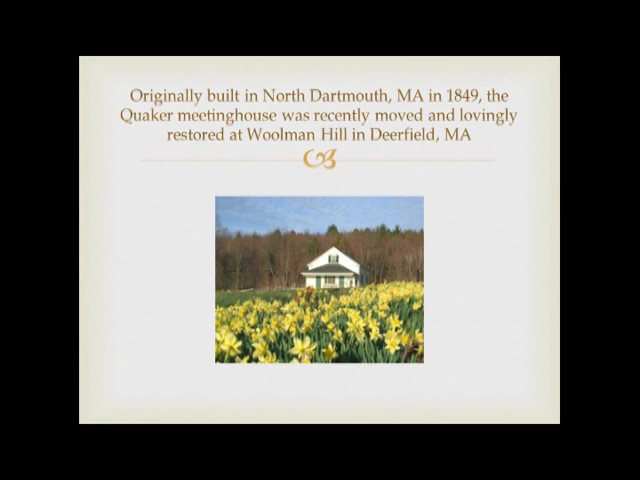 Originally built in North Dartmouth, MA in 1849, the
Quaker meetinghouse was recently moved and lovingly
restored at Woolman Hill in Deerfield, MA